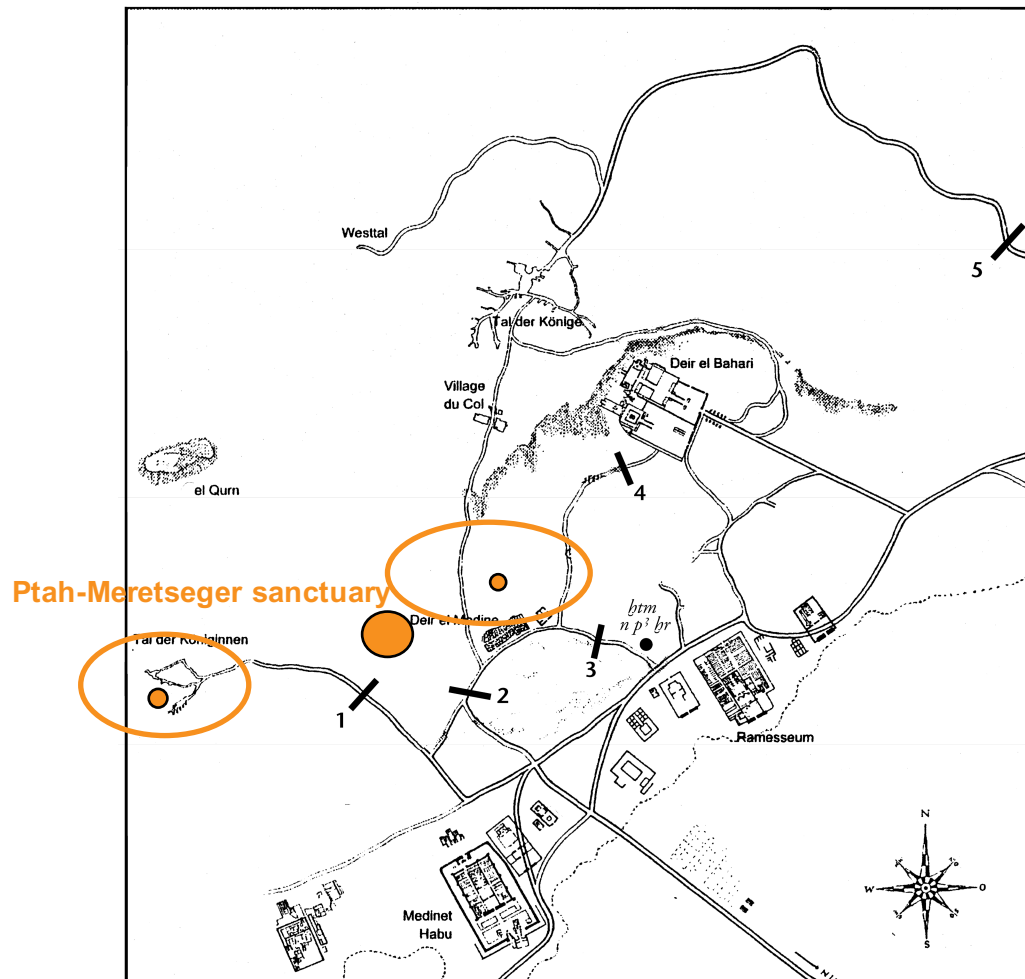 Westtal
5
Tal der Könige
Deir el Bahari
Village
du Col
el Qurn
4
Ptah-Meretseger sanctuary
Deir el Medine
ḫtm
n pꜣ ḫr
Tal der Königinnen
3
1
2
Ramesseum
Medinet
Habu
N
W
O
S